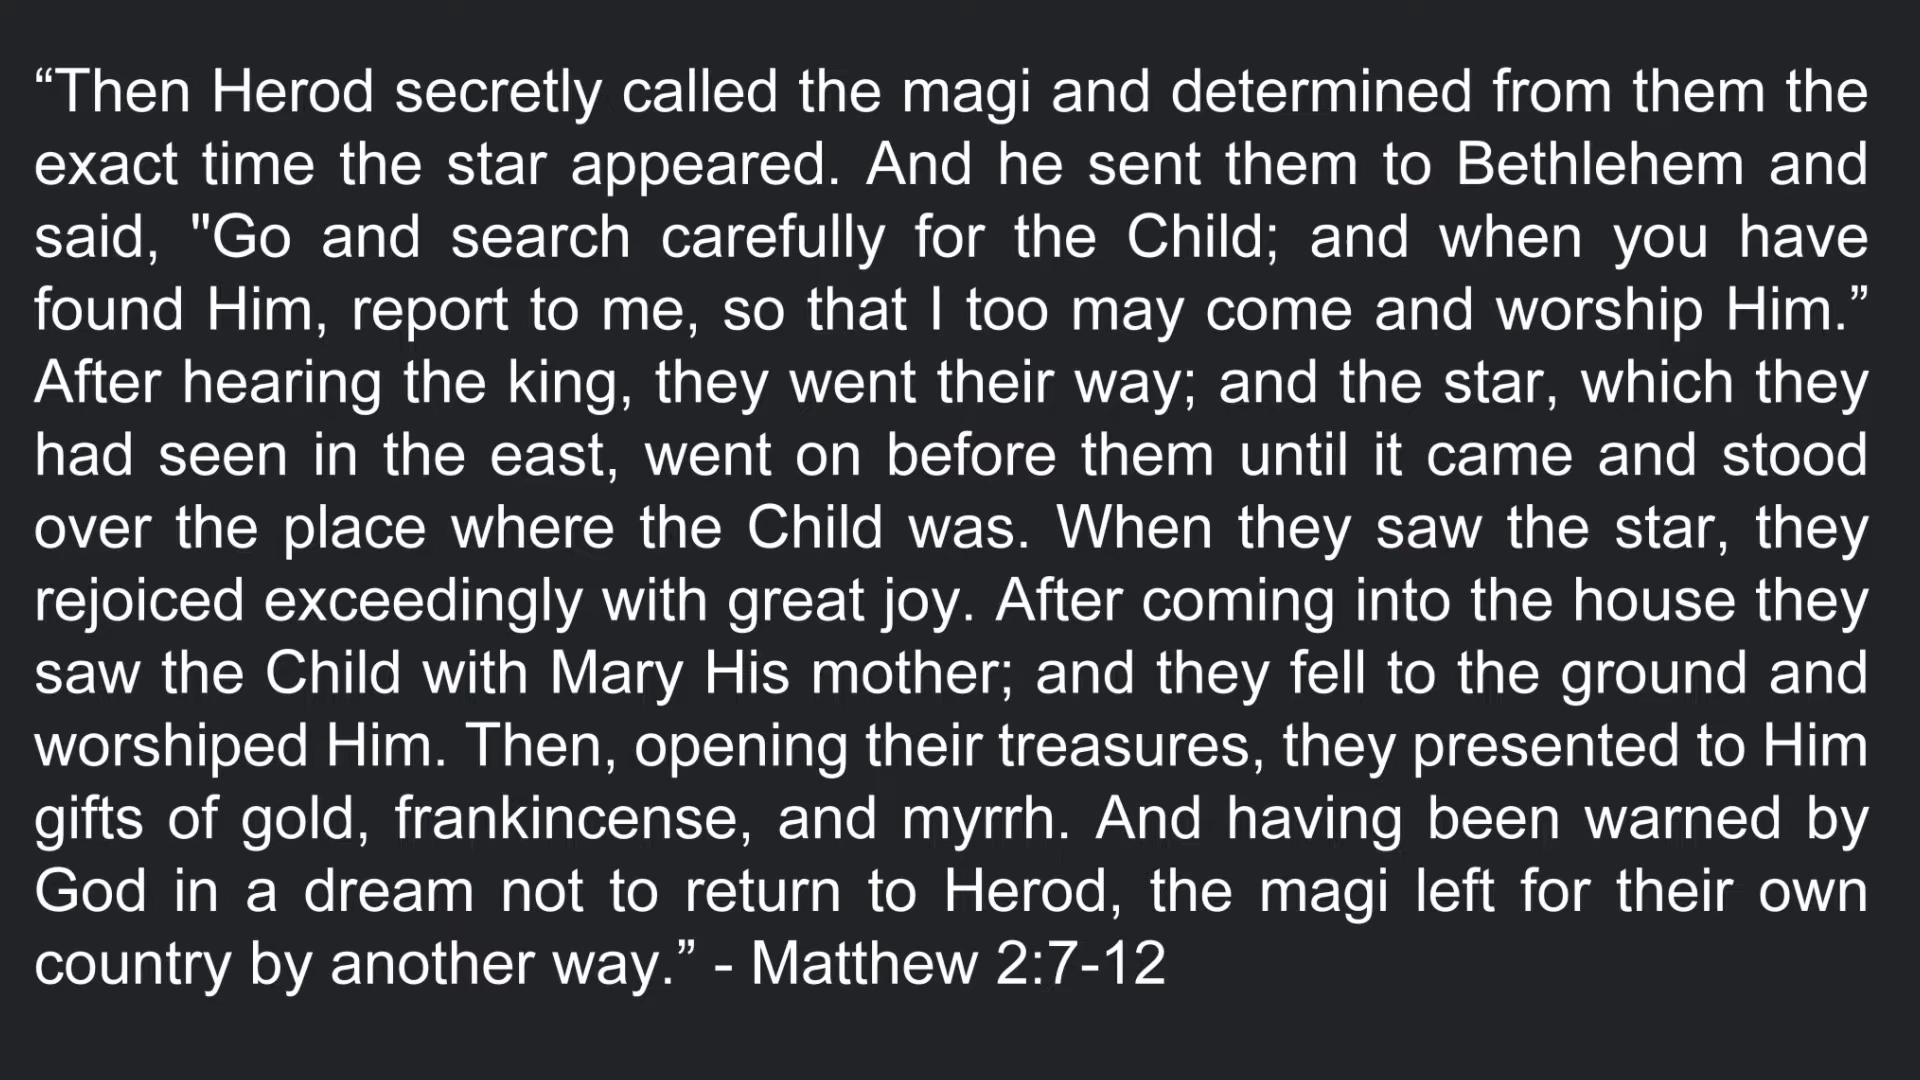 “Then Herod secretly called the magi and determined from them the
exact time the star appeared. And he sent them to Bethlehem and
said, "Go and search carefully for the Child; and when you have
found Him, report to me, so that I too may come and worship Him.”
After hearing the king, they went their way; and the star, which they
had seen in the east, went on before them until it came and stood
over the place where the Child was. When they saw the star, they
rejoiced exceedingly with great joy. After coming into the house they
saw the Child with Mary His mother; and they fell to the ground and
worshiped Him. Then, opening their treasures, they presented to Him
gifts of gold, frankincense, and myrrh. And having been warned by
God in a dream not to return to Herod, the magi left for their own
country by another way.” - Matthew 2:7-12